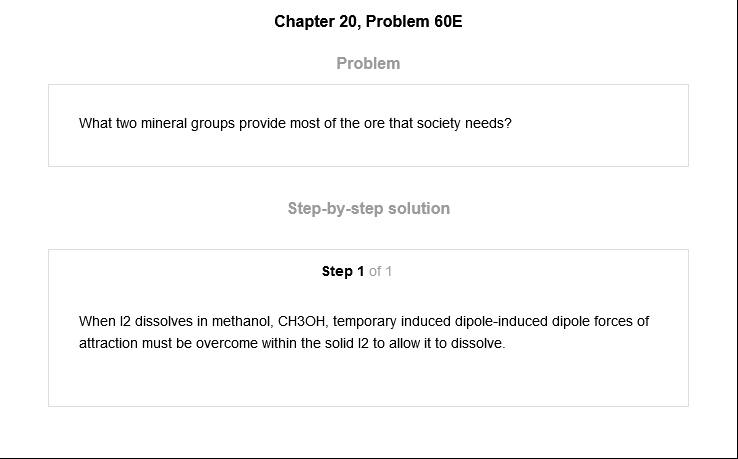 Chapter 20, Problem 60E
Problem
What two mineral groups provide most of the ore that society needs?
Step-by-step solution
Step 1 of 1
When I2 dissolves in methanol, CH3OH, temporary induced dipole-induced dipole forces of
attraction must be overcome within the solid I2 to allow it to dissolve.